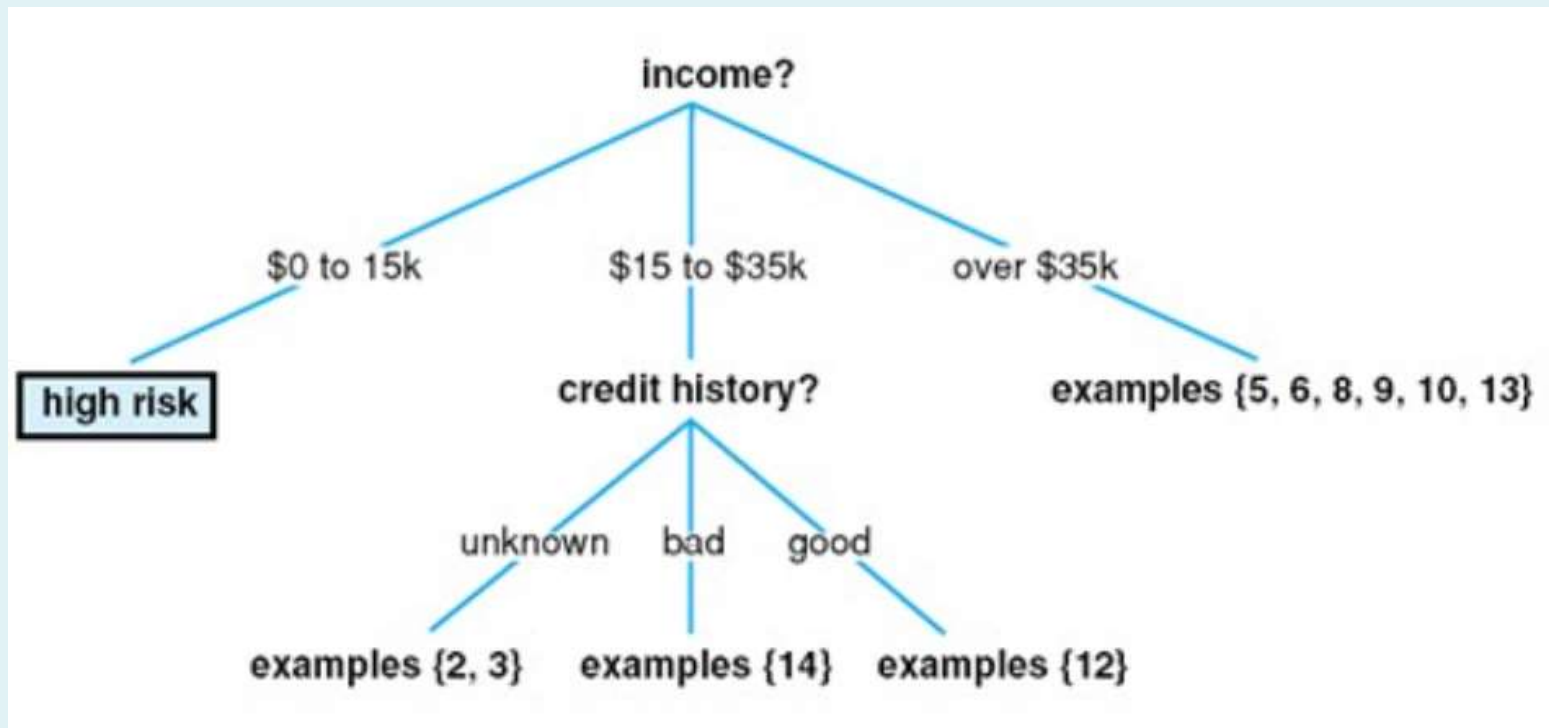 income?
$0 to 15k $15 to $35k over $35k
high risk credit history? examples {5, 6, 8, 9, 10, 13}
unknown bad good
examples {2, 3} examples {14} examples {12}